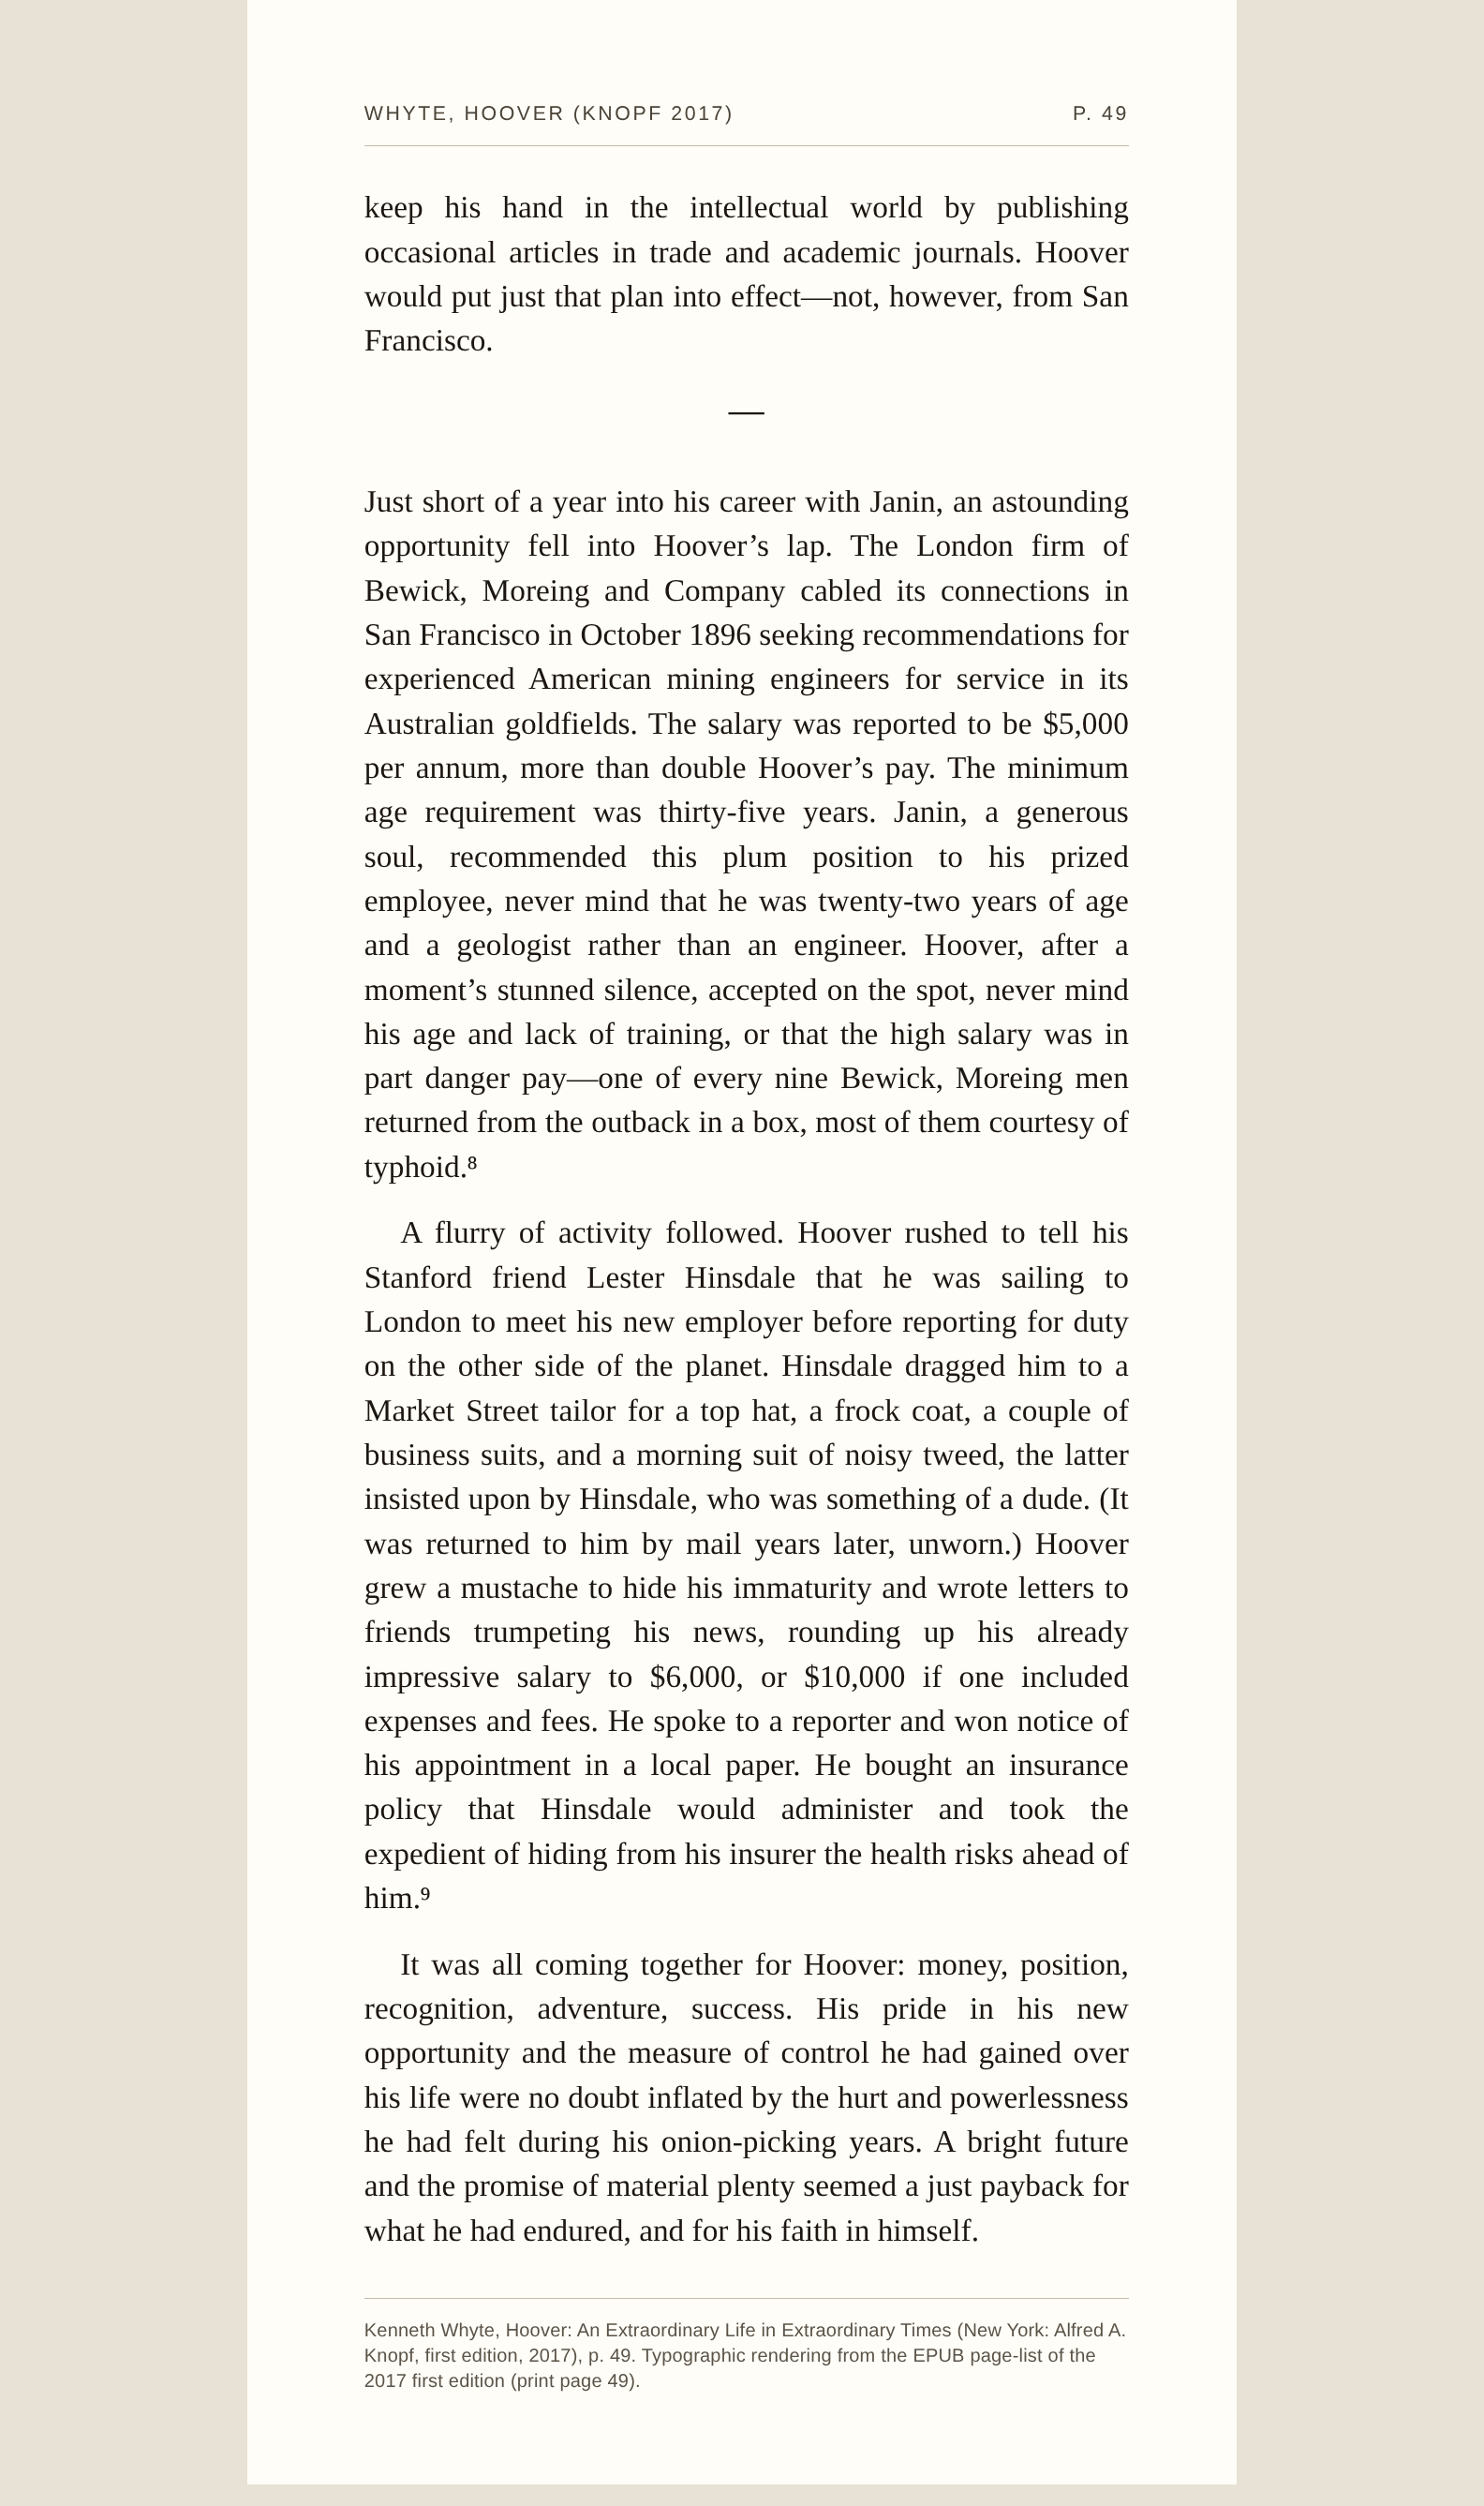 WHYTE, HOOVER (KNOPF 2017) P. 49
keep his hand in the intellectual world by publishing
occasional articles in trade and academic journals. Hoover
would put just that plan into effect—not, however, from San
Francisco.
—
Just short of a year into his career with Janin, an astounding
opportunity fell into Hoover’s lap. The London firm of
Bewick, Moreing and Company cabled its connections in
San Francisco in October 1896 seeking recommendations for
experienced American mining engineers for service in its
Australian goldfields. The salary was reported to be $5,000
per annum, more than double Hoover’s pay. The minimum
age requirement was thirty-five years. Janin, a generous
soul, recommended this plum position to his prized
employee, never mind that he was twenty-two years of age
and a geologist rather than an engineer. Hoover, after a
moment’s stunned silence, accepted on the spot, never mind
his age and lack of training, or that the high salary was in
part danger pay—one of every nine Bewick, Moreing men
returned from the outback in a box, most of them courtesy of
typhoid.⁸
A flurry of activity followed. Hoover rushed to tell his
Stanford friend Lester Hinsdale that he was sailing to
London to meet his new employer before reporting for duty
on the other side of the planet. Hinsdale dragged him to a
Market Street tailor for a top hat, a frock coat, a couple of
business suits, and a morning suit of noisy tweed, the latter
insisted upon by Hinsdale, who was something of a dude. (It
was returned to him by mail years later, unworn.) Hoover
grew a mustache to hide his immaturity and wrote letters to
friends trumpeting his news, rounding up his already
impressive salary to $6,000, or $10,000 if one included
expenses and fees. He spoke to a reporter and won notice of
his appointment in a local paper. He bought an insurance
policy that Hinsdale would administer and took the
expedient of hiding from his insurer the health risks ahead of
him.⁹
It was all coming together for Hoover: money, position,
recognition, adventure, success. His pride in his new
opportunity and the measure of control he had gained over
his life were no doubt inflated by the hurt and powerlessness
he had felt during his onion-picking years. A bright future
and the promise of material plenty seemed a just payback for
what he had endured, and for his faith in himself.
Kenneth Whyte, Hoover: An Extraordinary Life in Extraordinary Times (New York: Alfred A.
Knopf, first edition, 2017), p. 49. Typographic rendering from the EPUB page-list of the
2017 first edition (print page 49).